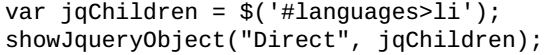 var jqChildren = $('#languages>li');
showJqueryObject("Direct", jqChildren);